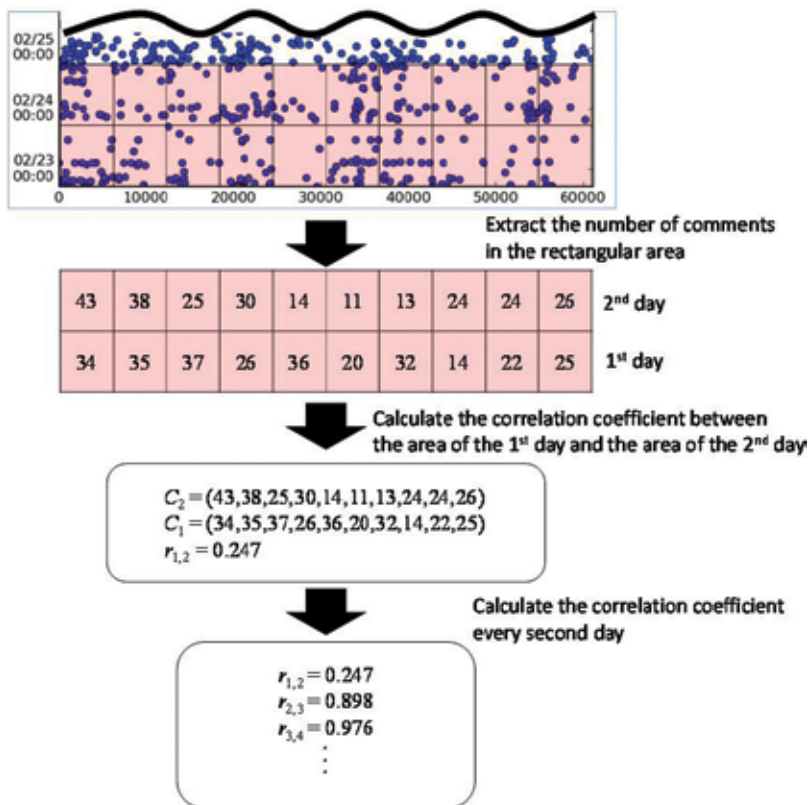 02/25
00:00
02/24
00:00
02/23
00:00
0 10000 20000 30000 40000 50000 60000
Extract the number of comments
in the rectangular area
43 38 25 30 14 11 13 24 24 26 2nd day
34 35 37 26 36 20 32 14 22 25 1st day
Calculate the correlation coefficient between
the area of the 1st day and the area of the 2nd day
C2 = (43,38,25,30,14,11,13,24,24,26)
C1 = (34,35,37,26,36,20,32,14,22,25)
r1,2 = 0.247
Calculate the correlation coefficient
every second day
r1,2 = 0.247
r2,3 = 0.898
r3,4 = 0.976
⋮